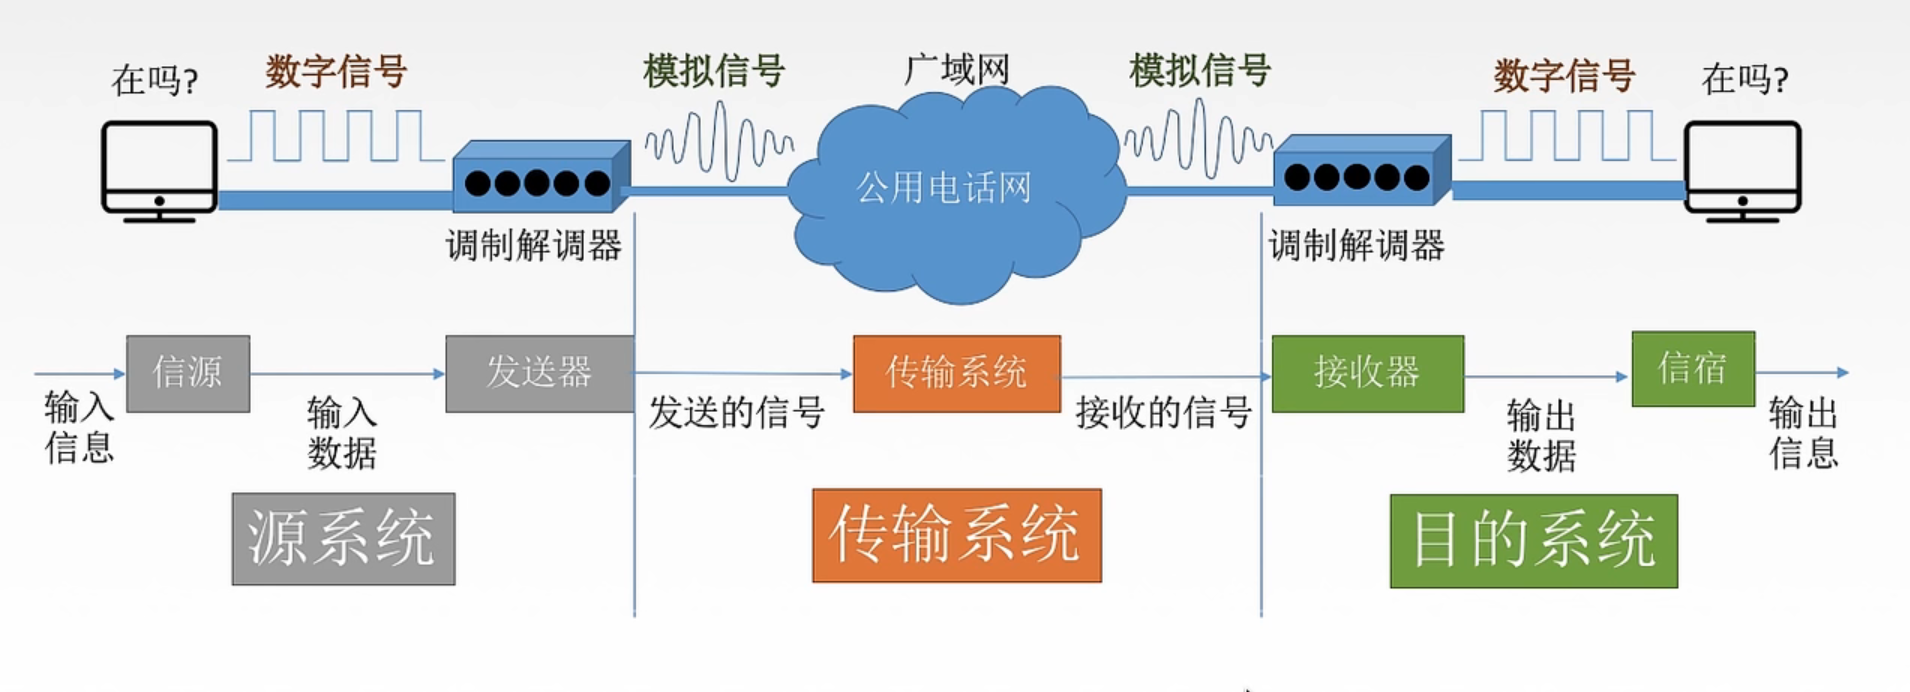 在吗?
数字信号
模拟信号
广域网
模拟信号
数字信号
在吗?
公用电话网
调制解调器
调制解调器
信源
发送器
传输系统
接收器
信宿
输入
信息
输入
数据
发送的信号
接收的信号
输出
数据
输出
信息
源系统
传输系统
目的系统